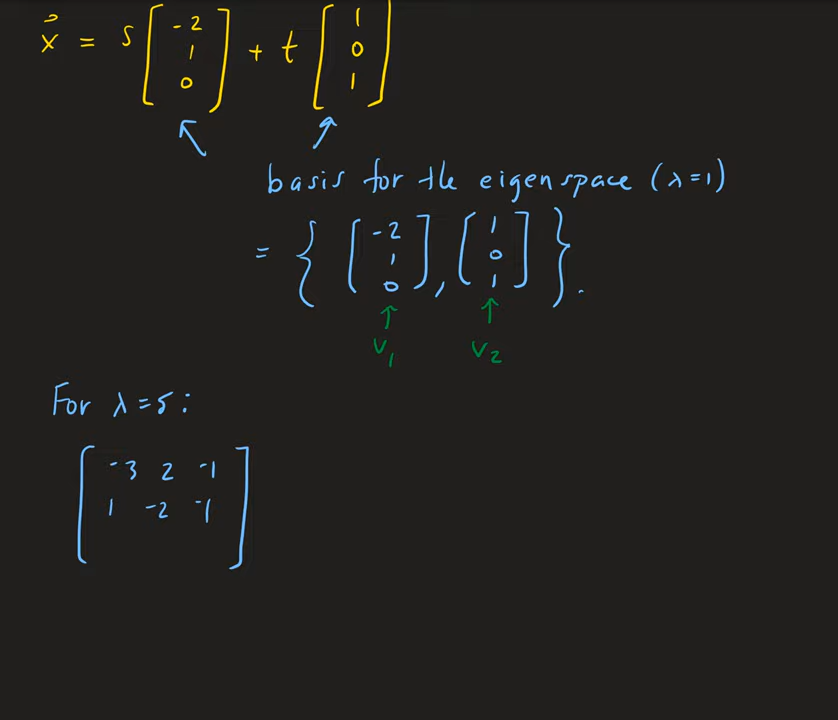 x⃗ = s [ -2 1 0 ] + t [ 1 0 1 ]
basis for the eigenspace (λ=1)
= { [ -2 1 0 ] , [ 1 0 1 ] } .
v₁ v₂
For λ=5:
[ -3 2 -1
1 -2 -1 ]